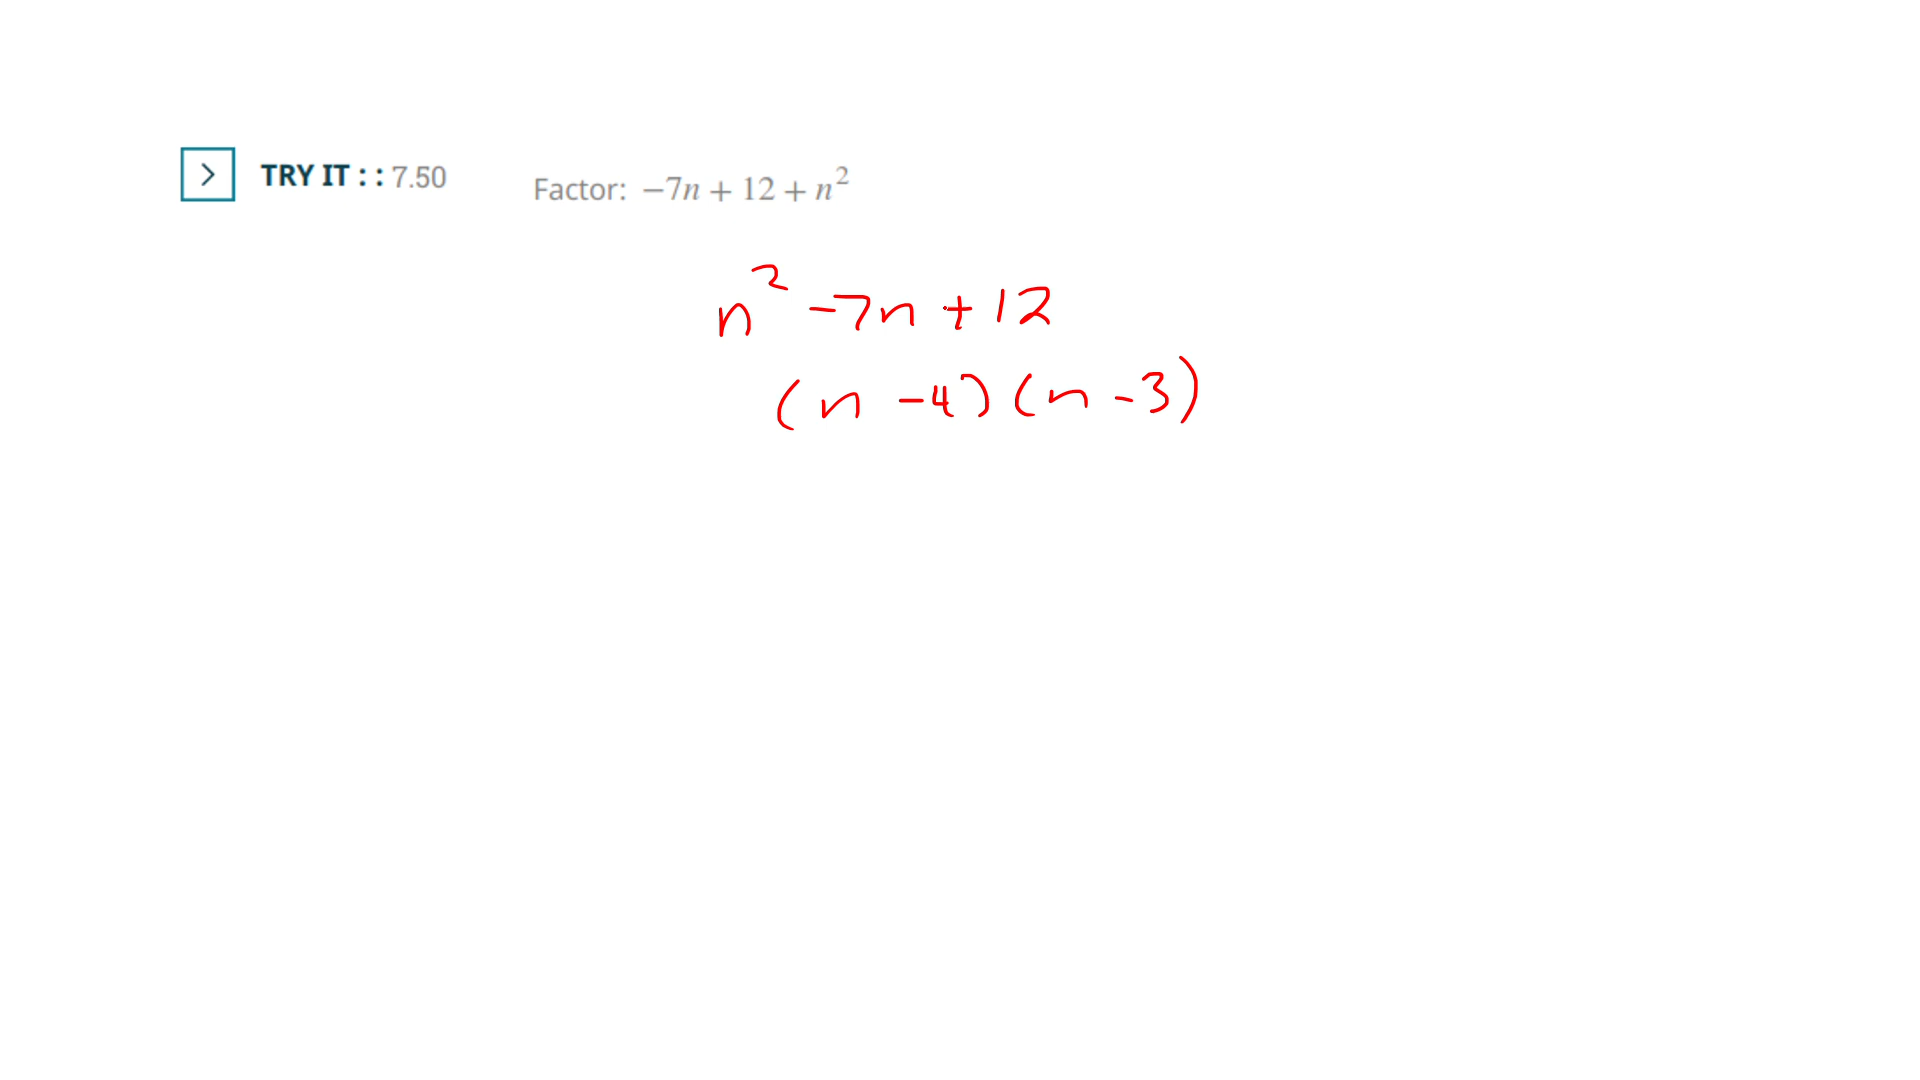 > TRY IT : : 7.50 Factor: −7n + 12 + n²
n² -7n + 12
(n -4) (n -3)